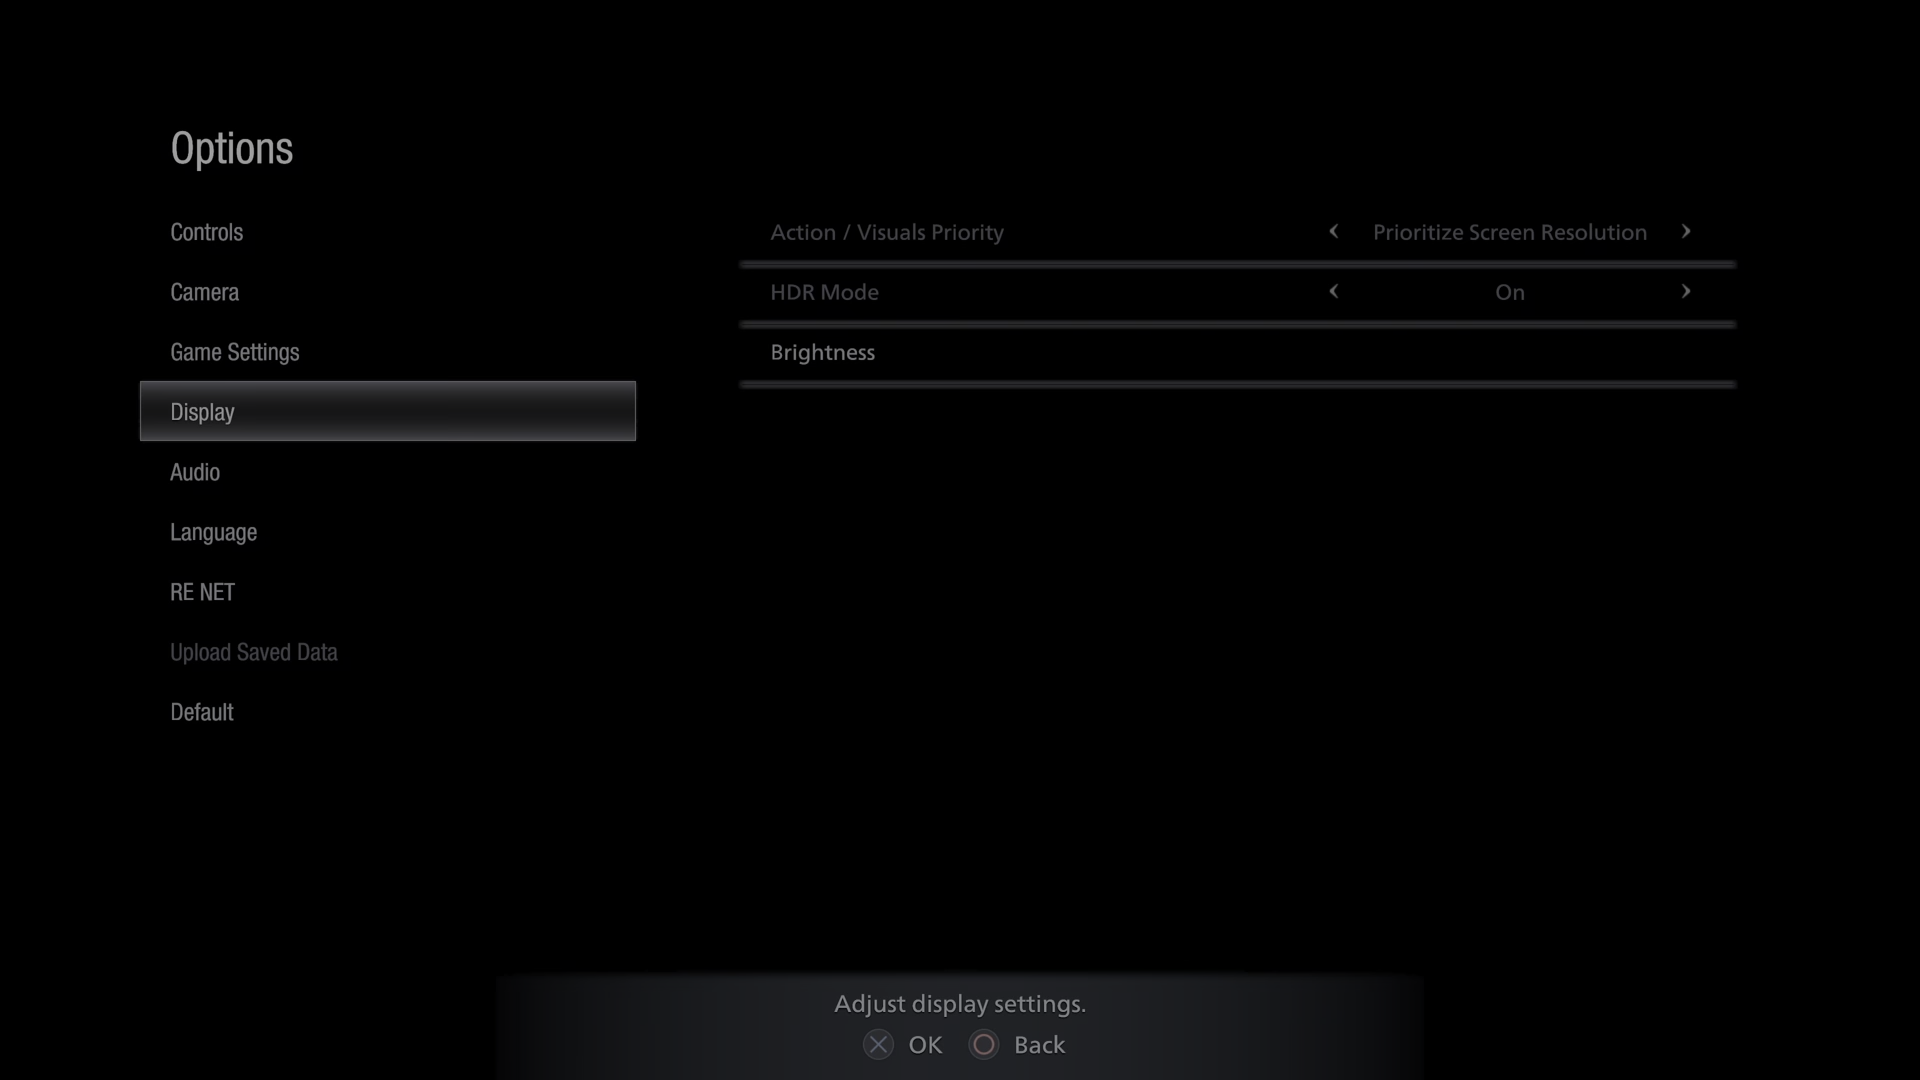 Options
Controls
Action / Visuals Priority Prioritize Screen Resolution
Camera
HDR Mode On
Game Settings
Brightness
Display
Audio
Language
RE NET
Upload Saved Data
Default
Adjust display settings.
OK Back